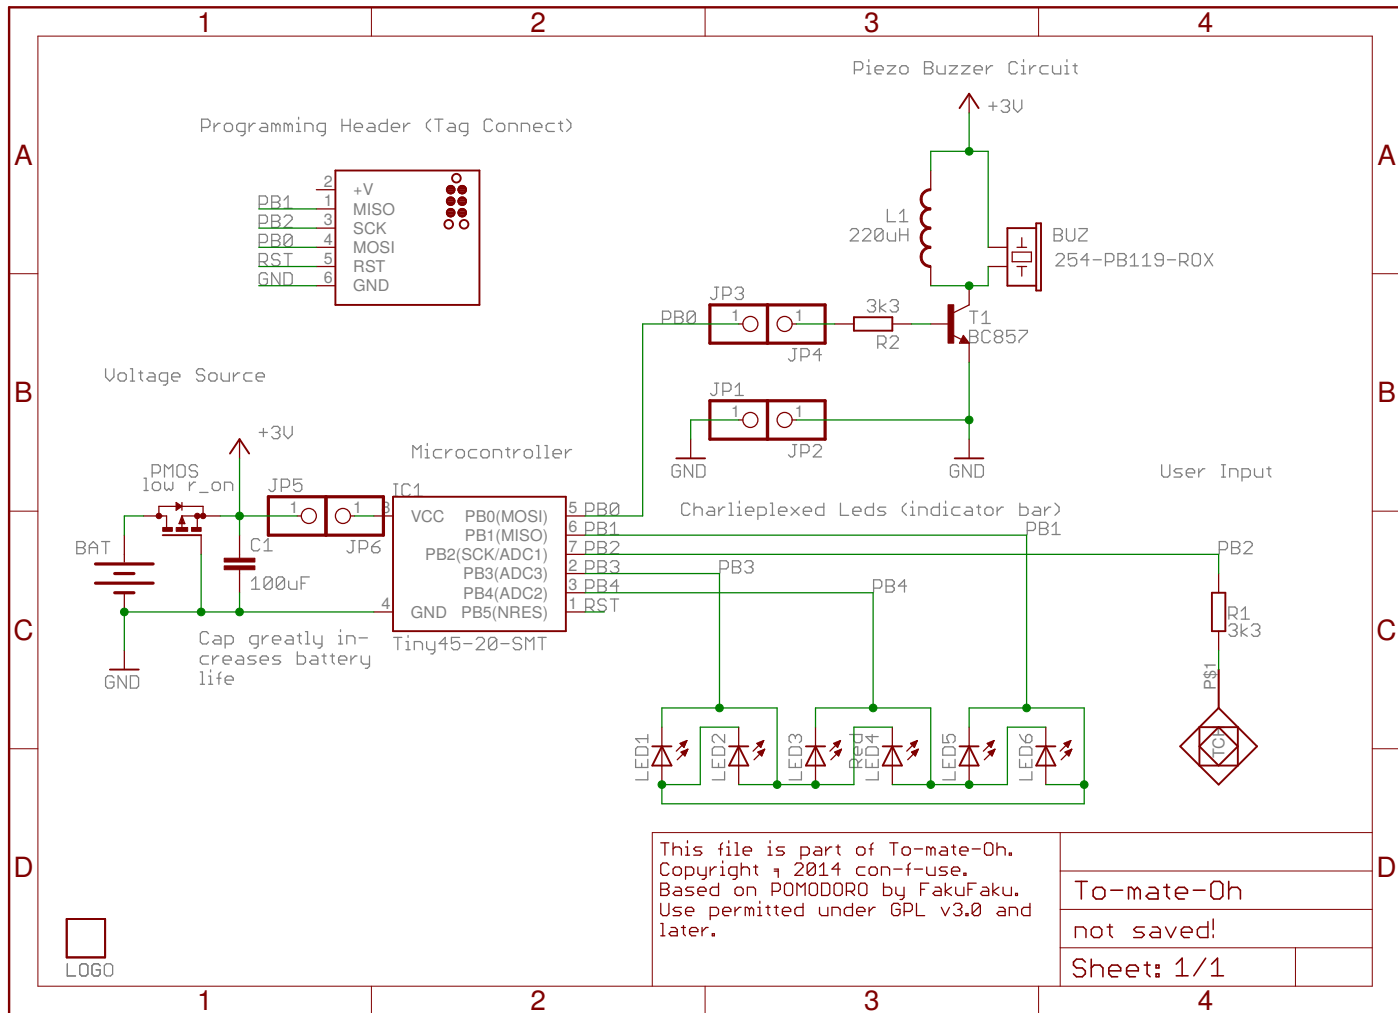 1 2 3 4
A A
B B
C C
D D
Piezo Buzzer Circuit
+3V
Programming Header (Tag Connect)
2 +V
PB1 1 MISO
PB2 3 SCK
PB0 4 MOSI
RST 5 RST
GND 6 GND
L1
220uH
BUZ
254-PB119-ROX
JP3
PB0 1 1
JP4
3k3
R2
T1
BC857
JP1
1 1
JP2
GND
GND
Voltage Source
+3V
PMOS
low r_on
JP5
1 1
JP6
BAT
C1
100uF
GND
Cap greatly in-
creases battery
life
Microcontroller
IC1
8 VCC PB0(MOSI) 5 PB0
PB1(MISO) 6 PB1
PB2(SCK/ADC1) 7 PB2
PB3(ADC3) 2 PB3
PB4(ADC2) 3 PB4
4 GND PB5(NRES) 1 RST
Tiny45-20-SMT
Charlieplexed Leds (indicator bar)
PB1
PB3
PB4
LED1
LED2
LED3
Red
LED4
LED5
LED6
User Input
PB2
R1
3k3
P$1
This file is part of To-mate-Oh.
Copyright , 2014 con-f-use.
Based on POMODORO by FakuFaku.
Use permitted under GPL v3.0 and
later.
To-mate-Oh
not saved!
Sheet: 1/1
LOGO
1 2 3 4